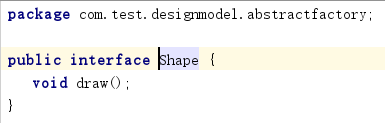 package com.test.designmodel.abstractfactory;
public interface Shape {
void draw();
}